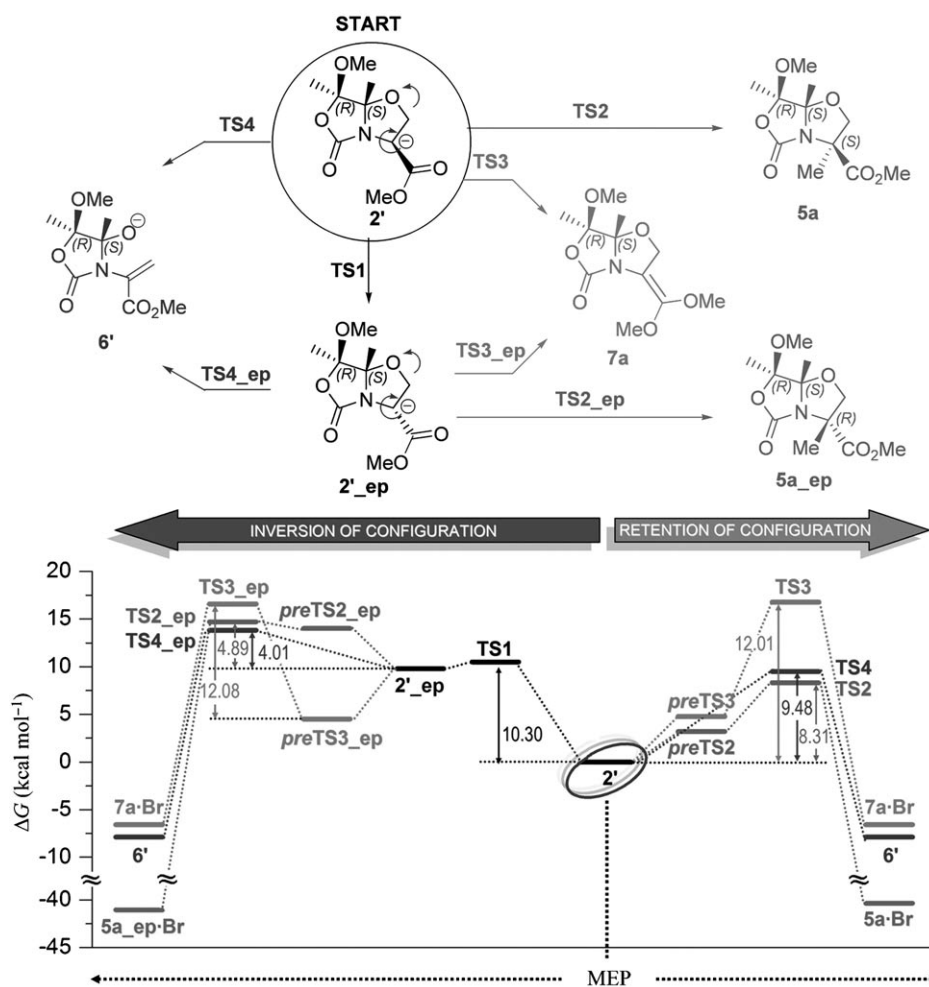 START
OMe
(R)
(S)
O
O
N
O
O
MeO
2'
TS4
TS2
TS3
TS1
OMe
(R)
(S)
O
N
O
(S)
Me
CO2Me
5a
OMe
(R)
(S)
O
O
N
O
CO2Me
6'
OMe
(R)
(S)
O
O
N
O
OMe
MeO
7a
TS4_ep
TS3_ep
TS2_ep
OMe
(R)
(S)
O
O
N
O
O
MeO
2'_ep
OMe
(R)
(S)
O
O
N
O
(R)
Me
CO2Me
5a_ep
INVERSION OF CONFIGURATION
RETENTION OF CONFIGURATION
ΔG (kcal mol−1)
20
15
10
5
0
-5
-10
-40
-45
TS3_ep
TS2_ep
TS4_ep
preTS2_ep
4.89
4.01
12.08
2'_ep
preTS3_ep
TS1
10.30
2'
preTS3
preTS2
TS3
12.01
TS4
TS2
9.48
8.31
7a·Br
6'
5a_ep·Br
7a·Br
6'
5a·Br
MEP